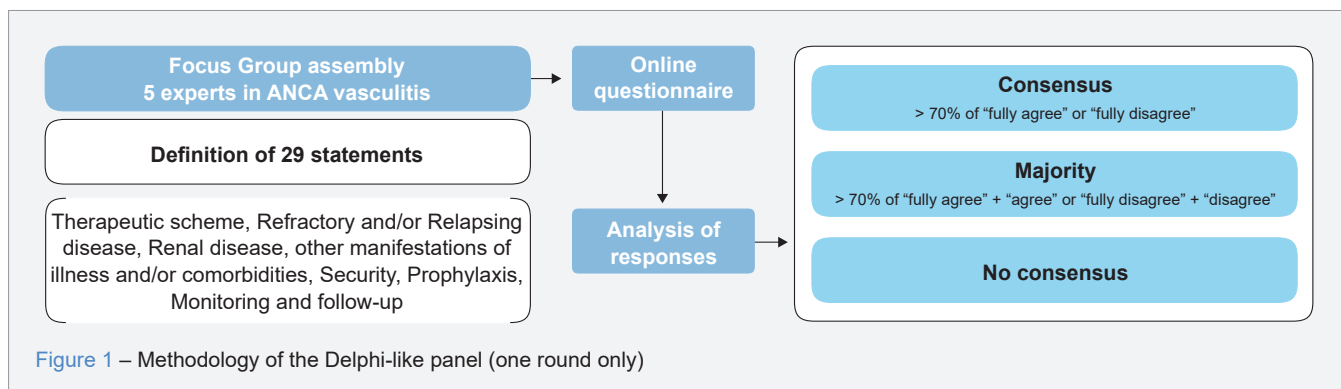 Focus Group assembly
5 experts in ANCA vasculitis
Definition of 29 statements
Therapeutic scheme, Refractory and/or Relapsing
disease, Renal disease, other manifestations of
illness and/or comorbidities, Security, Prophylaxis,
Monitoring and follow-up
Online
questionnaire
Analysis of
responses
Consensus
> 70% of “fully agree” or “fully disagree”
Majority
> 70% of “fully agree” + “agree” or “fully disagree” + “disagree”
No consensus
Figure 1 – Methodology of the Delphi-like panel (one round only)